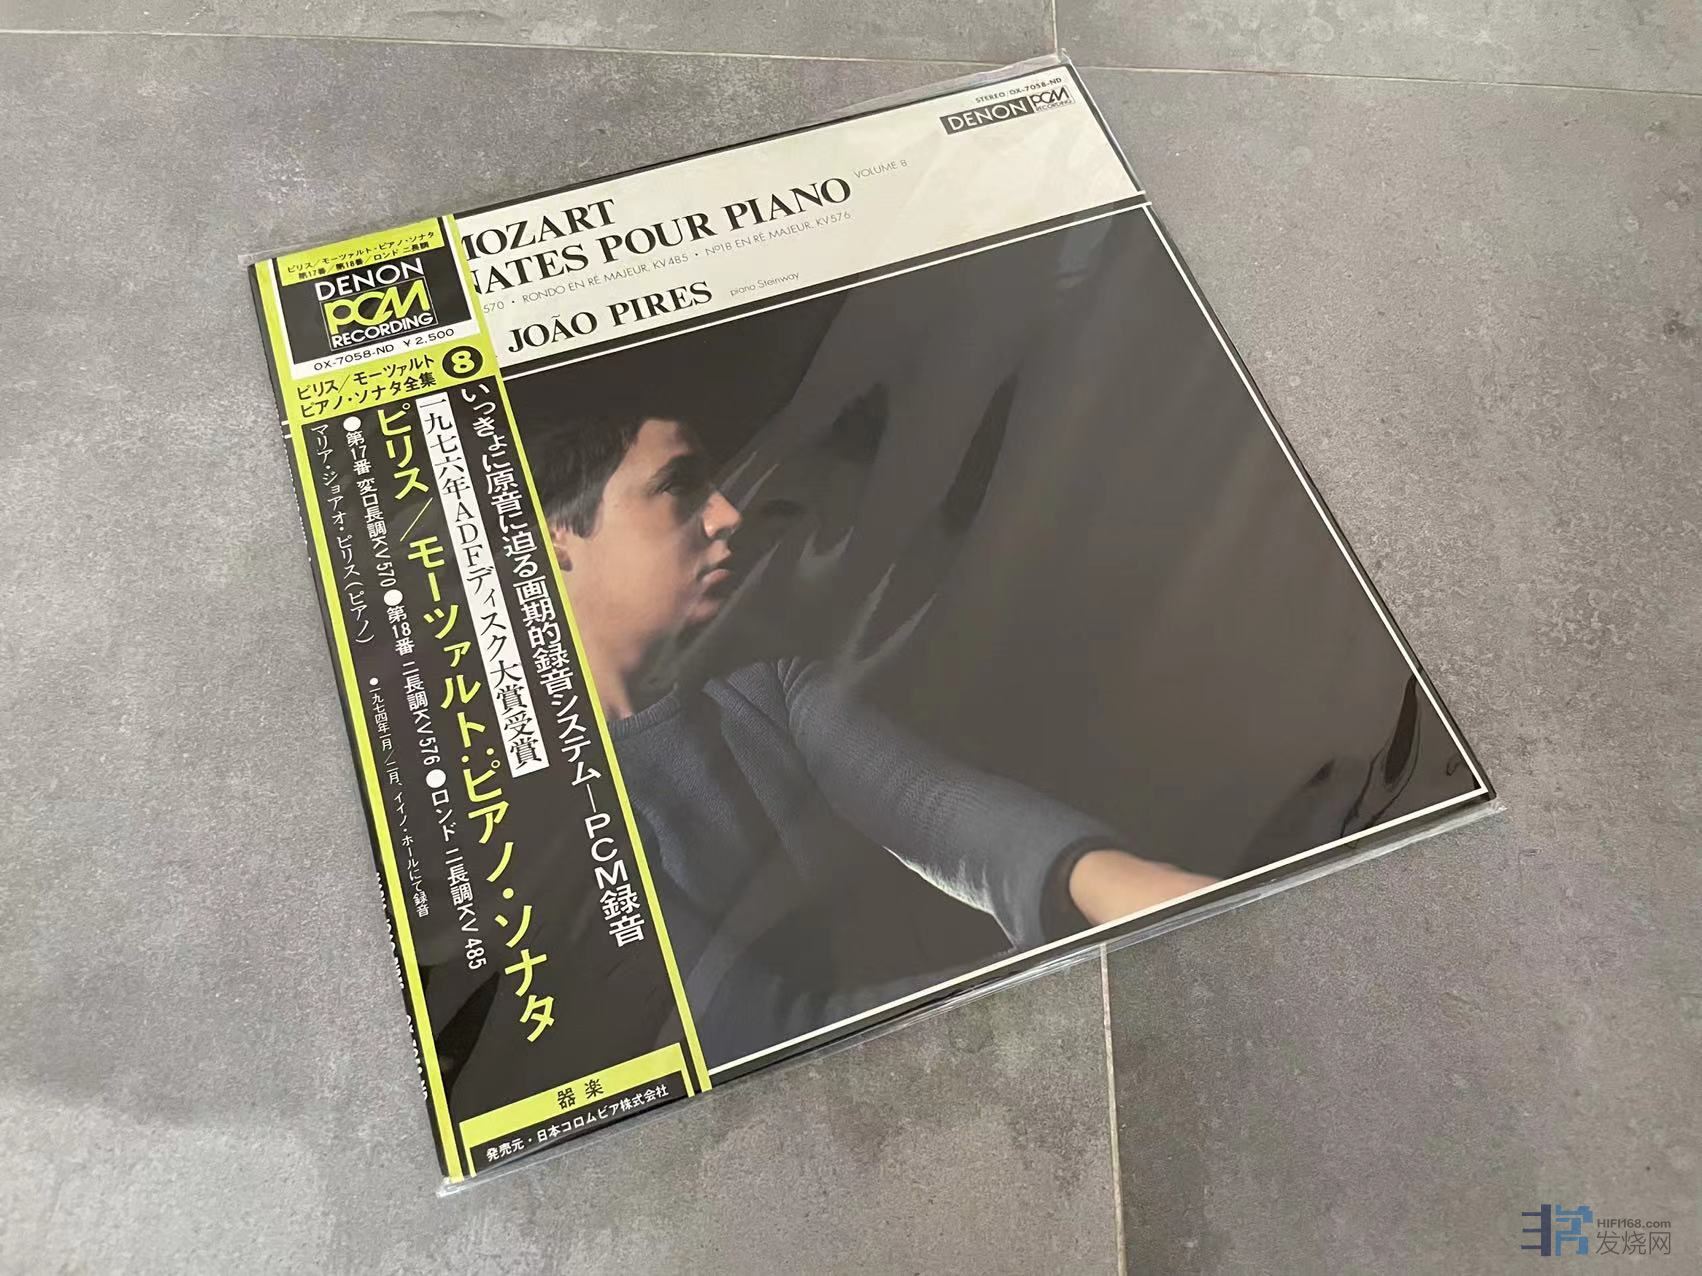 STEREO OX-7058-ND
DENON PCM RECORDING
MOZART
VOLUME 8
NATES POUR PIANO
570 • RONDO EN RÉ MAJEUR, KV 485 • Nº18 EN RÉ MAJEUR, KV 576
JOÃO PIRES piano Steinway
ピリス/モーツァルト・ピアノ・ソナタ
第17番/第18番/ロンド ニ長調
DENON
PCM
RECORDING
OX-7058-ND ¥2,500
ピリス/モーツァルト
ピアノ・ソナタ全集
8
いっきょに原音に迫る画期的録音システム—PCM録音
一九七六年ADFディスク大賞受賞
ピリス/モーツァルト:ピアノ・ソナタ
●第17番 変ロ長調KV570●第18番 ニ長調KV576●ロンド ニ長調KV485
マリア・ジョアオ・ピリス(ピアノ)
●一九七四年一月/二月、イイノ・ホールにて録音
器楽
発売元・日本コロムビア株式会社
HIFI168.com
发烧网